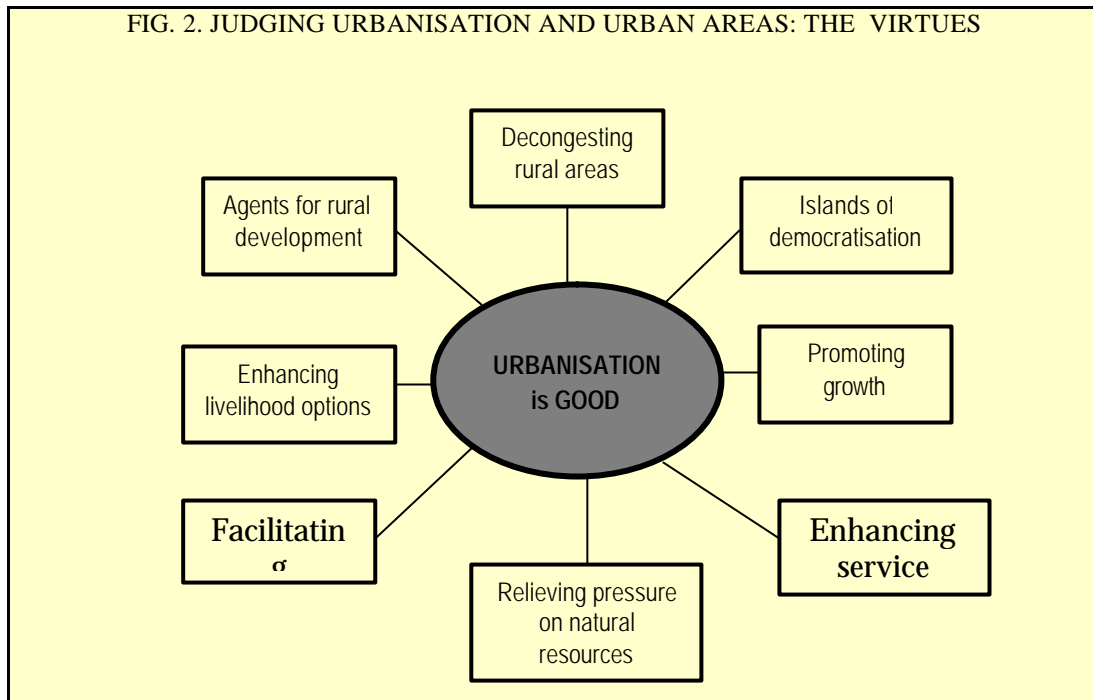 FIG. 2. JUDGING URBANISATION AND URBAN AREAS: THE VIRTUES
Decongesting
rural areas
Agents for rural
development
Islands of
democratisation
URBANISATION
is GOOD
Enhancing
livelihood options
Promoting
growth
Facilitatin
g
Enhancing
service
Relieving pressure
on natural
resources